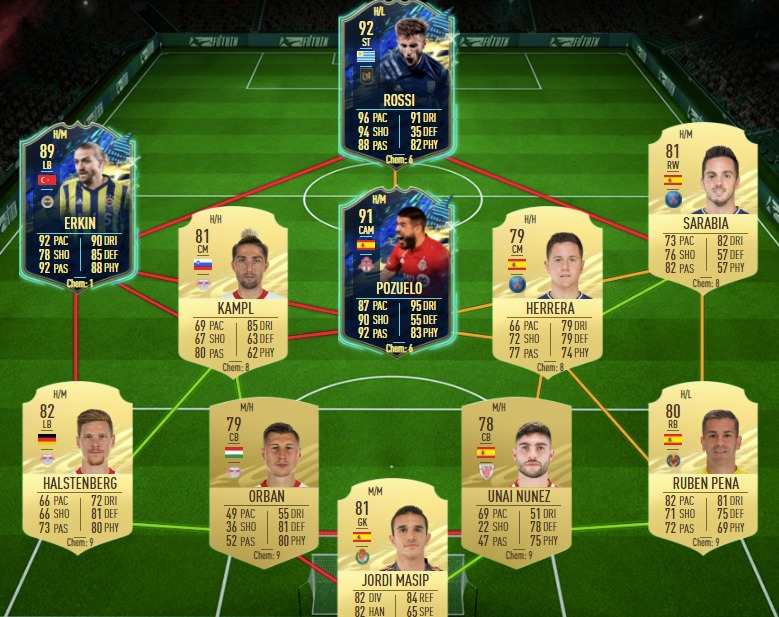 H/L
92
ST
ROSSI
96 PAC 91 DRI
94 SHO 35 DEF
88 PAS 82 PHY
Chem: 6
H/M
89
LB
ERKIN
92 PAC 90 DRI
78 SHO 85 DEF
92 PAS 88 PHY
Chem: 1
H/M
81
RW
SARABIA
73 PAC 82 DRI
76 SHO 57 DEF
82 PAS 57 PHY
Chem: 8
H/M
91
CAM
POZUELO
87 PAC 95 DRI
90 SHO 55 DEF
92 PAS 83 PHY
Chem: 6
H/H
81
CM
KAMPL
69 PAC 85 DRI
67 SHO 63 DEF
80 PAS 62 PHY
Chem: 8
H/H
79
CM
HERRERA
66 PAC 79 DRI
72 SHO 79 DEF
77 PAS 74 PHY
Chem: 8
H/M
82
LB
HALSTENBERG
66 PAC 72 DRI
66 SHO 81 DEF
73 PAS 80 PHY
Chem: 9
M/H
79
CB
ORBAN
49 PAC 55 DRI
36 SHO 81 DEF
52 PAS 80 PHY
Chem: 9
M/H
78
CB
UNAI NUNEZ
69 PAC 51 DRI
22 SHO 78 DEF
47 PAS 75 PHY
Chem: 9
H/L
80
RB
RUBEN PENA
82 PAC 81 DRI
71 SHO 75 DEF
72 PAS 69 PHY
Chem: 9
M/M
81
GK
JORDI MASIP
82 DIV 84 REF
82 HAN 65 SPE